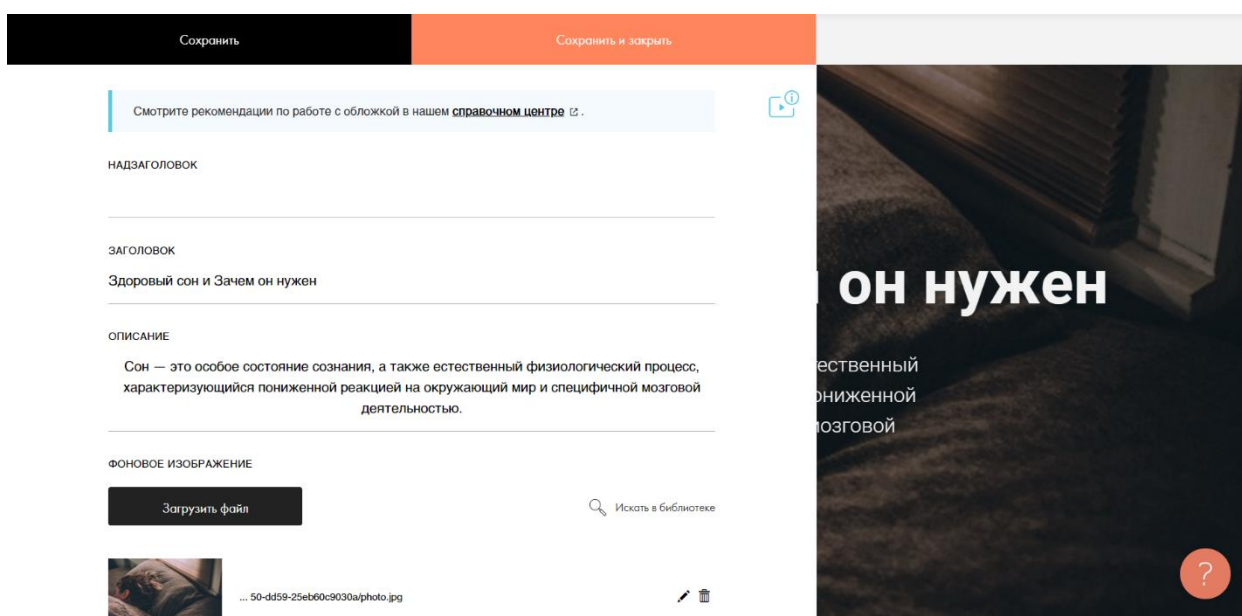 Сохранить
Сохранить и закрыть
Смотрите рекомендации по работе с обложкой в нашем справочном центре .
НАДЗАГОЛОВОК
ЗАГОЛОВОК
Здоровый сон и Зачем он нужен
ОПИСАНИЕ
Сон — это особое состояние сознания, а также естественный физиологический процесс,
характеризующийся пониженной реакцией на окружающий мир и специфичной мозговой
деятельностью.
ФОНОВОЕ ИЗОБРАЖЕНИЕ
Загрузить файл
Искать в библиотеке
... 50-dd59-25eb60c9030a/photo.jpg
он нужен
ественный
ониженной
мозговой
?